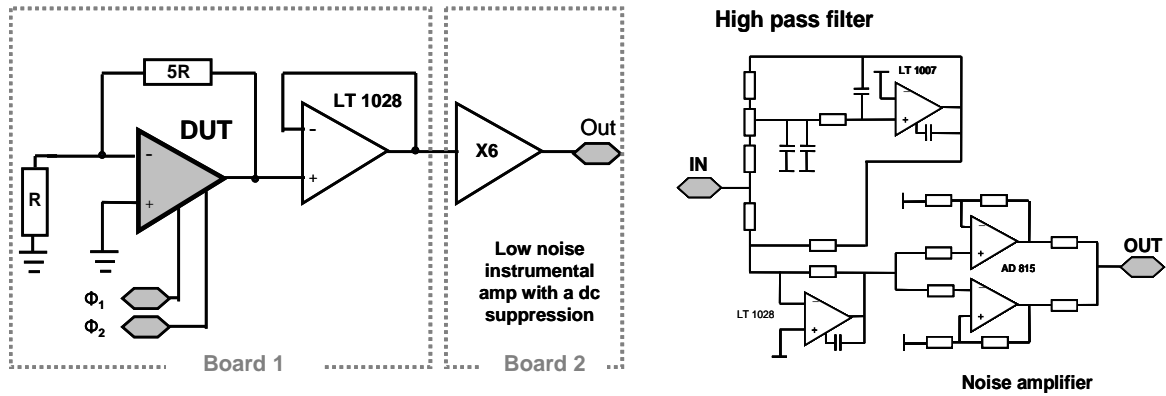 5R
DUT
LT 1028
-
+
R
-
+
X6
Out
Φ1
Φ2
Low noise
instrumental
amp with a dc
suppression
Board 1
Board 2
High pass filter
LT 1007
−
+
IN
−
+
AD 815
OUT
LT 1028
−
+
+
−
Noise amplifier